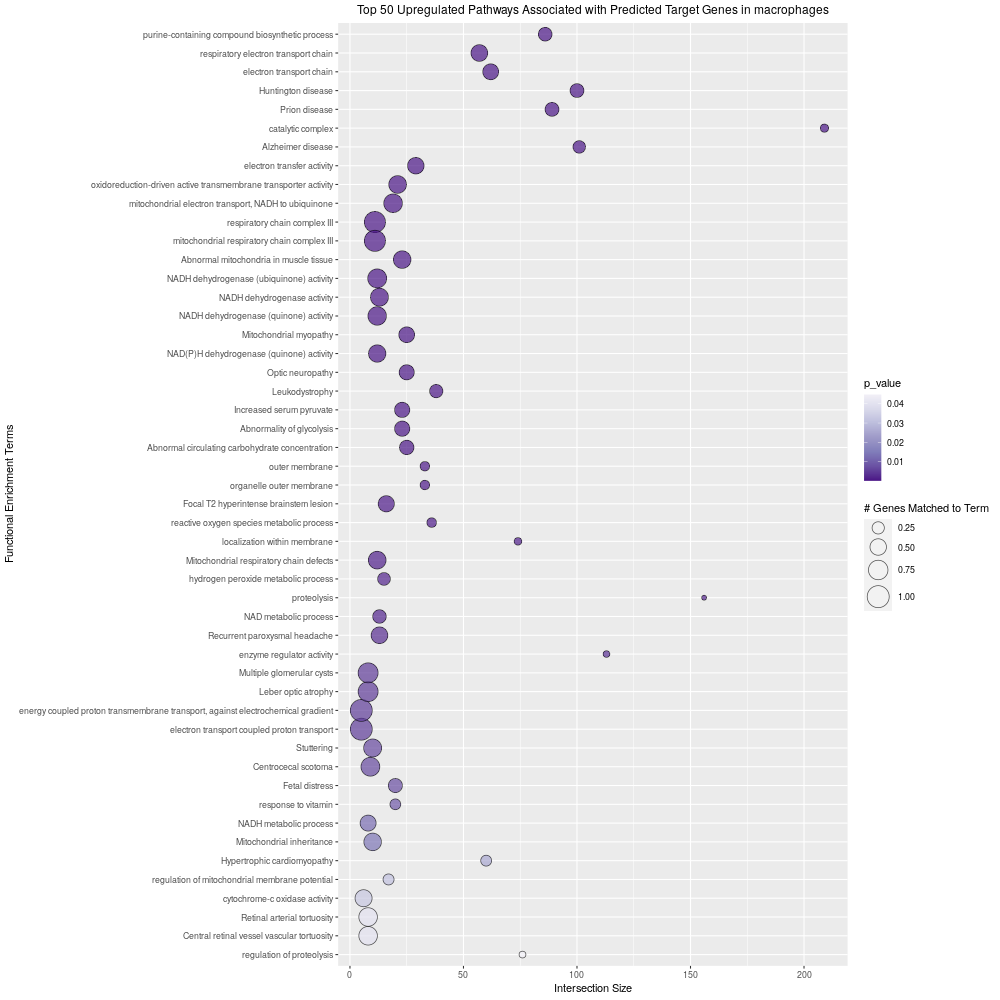 Top 50 Upregulated Pathways Associated with Predicted Target Genes in macrophages
Functional Enrichment Terms
purine-containing compound biosynthetic process
respiratory electron transport chain
electron transport chain
Huntington disease
Prion disease
catalytic complex
Alzheimer disease
electron transfer activity
oxidoreduction-driven active transmembrane transporter activity
mitochondrial electron transport, NADH to ubiquinone
respiratory chain complex III
mitochondrial respiratory chain complex III
Abnormal mitochondria in muscle tissue
NADH dehydrogenase (ubiquinone) activity
NADH dehydrogenase activity
NADH dehydrogenase (quinone) activity
Mitochondrial myopathy
NAD(P)H dehydrogenase (quinone) activity
Optic neuropathy
Leukodystrophy
Increased serum pyruvate
Abnormality of glycolysis
Abnormal circulating carbohydrate concentration
outer membrane
organelle outer membrane
Focal T2 hyperintense brainstem lesion
reactive oxygen species metabolic process
localization within membrane
Mitochondrial respiratory chain defects
hydrogen peroxide metabolic process
proteolysis
NAD metabolic process
Recurrent paroxysmal headache
enzyme regulator activity
Multiple glomerular cysts
Leber optic atrophy
energy coupled proton transmembrane transport, against electrochemical gradient
electron transport coupled proton transport
Stuttering
Centrocecal scotoma
Fetal distress
response to vitamin
NADH metabolic process
Mitochondrial inheritance
Hypertrophic cardiomyopathy
regulation of mitochondrial membrane potential
cytochrome-c oxidase activity
Retinal arterial tortuosity
Central retinal vessel vascular tortuosity
regulation of proteolysis
0 50 100 150 200
Intersection Size
p_value
0.04
0.03
0.02
0.01
# Genes Matched to Term
0.25
0.50
0.75
1.00